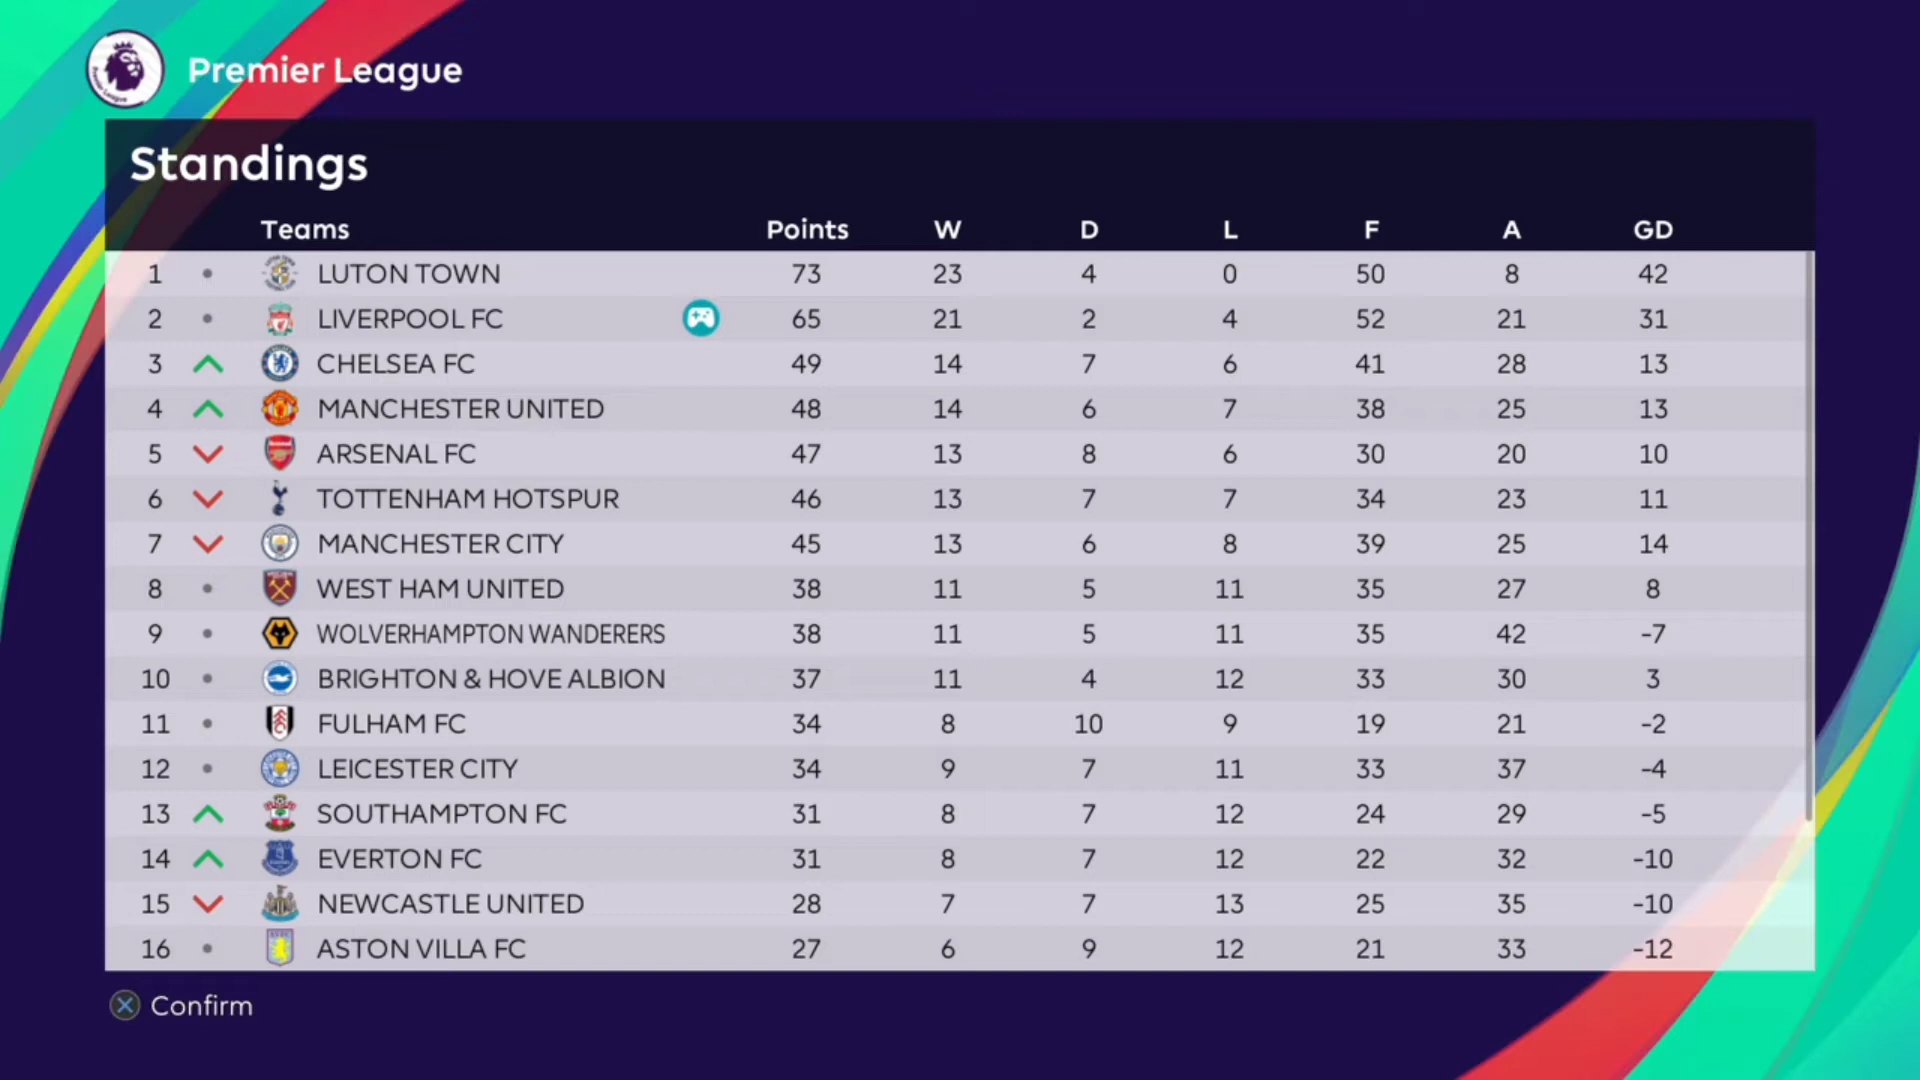 Premier League
Standings
Teams Points W D L F A GD
1 LUTON TOWN 73 23 4 0 50 8 42
2 LIVERPOOL FC 65 21 2 4 52 21 31
3 CHELSEA FC 49 14 7 6 41 28 13
4 MANCHESTER UNITED 48 14 6 7 38 25 13
5 ARSENAL FC 47 13 8 6 30 20 10
6 TOTTENHAM HOTSPUR 46 13 7 7 34 23 11
7 MANCHESTER CITY 45 13 6 8 39 25 14
8 WEST HAM UNITED 38 11 5 11 35 27 8
9 WOLVERHAMPTON WANDERERS 38 11 5 11 35 42 -7
10 BRIGHTON & HOVE ALBION 37 11 4 12 33 30 3
11 FULHAM FC 34 8 10 9 19 21 -2
12 LEICESTER CITY 34 9 7 11 33 37 -4
13 SOUTHAMPTON FC 31 8 7 12 24 29 -5
14 EVERTON FC 31 8 7 12 22 32 -10
15 NEWCASTLE UNITED 28 7 7 13 25 35 -10
16 ASTON VILLA FC 27 6 9 12 21 33 -12
Confirm